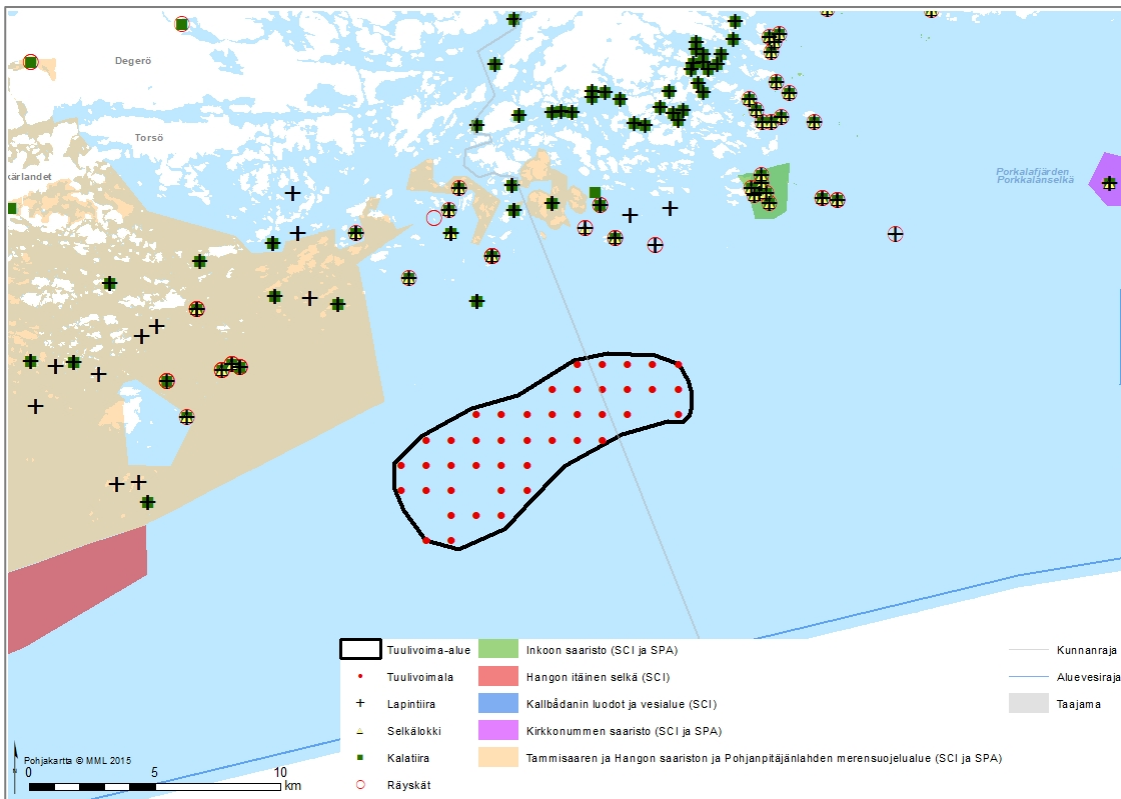 Degerö
Torsö
kärlandet
Porkalafjärden
Porkkalanselkä
Tuulivoima-alue
Tuulivoimala
Lapintiira
Selkälokki
Kalatiira
Räyskät
Inkoon saaristo (SCI ja SPA)
Hangon itäinen selkä (SCI)
Kallbådanin luodot ja vesialue (SCI)
Kirkkonummen saaristo (SCI ja SPA)
Tammisaaren ja Hangon saariston ja Pohjanpitäjänlahden merensuojelualue (SCI ja SPA)
Kunnanraja
Aluevesiraja
Taajama
Pohjakartta © MML 2015
0 5 10
km